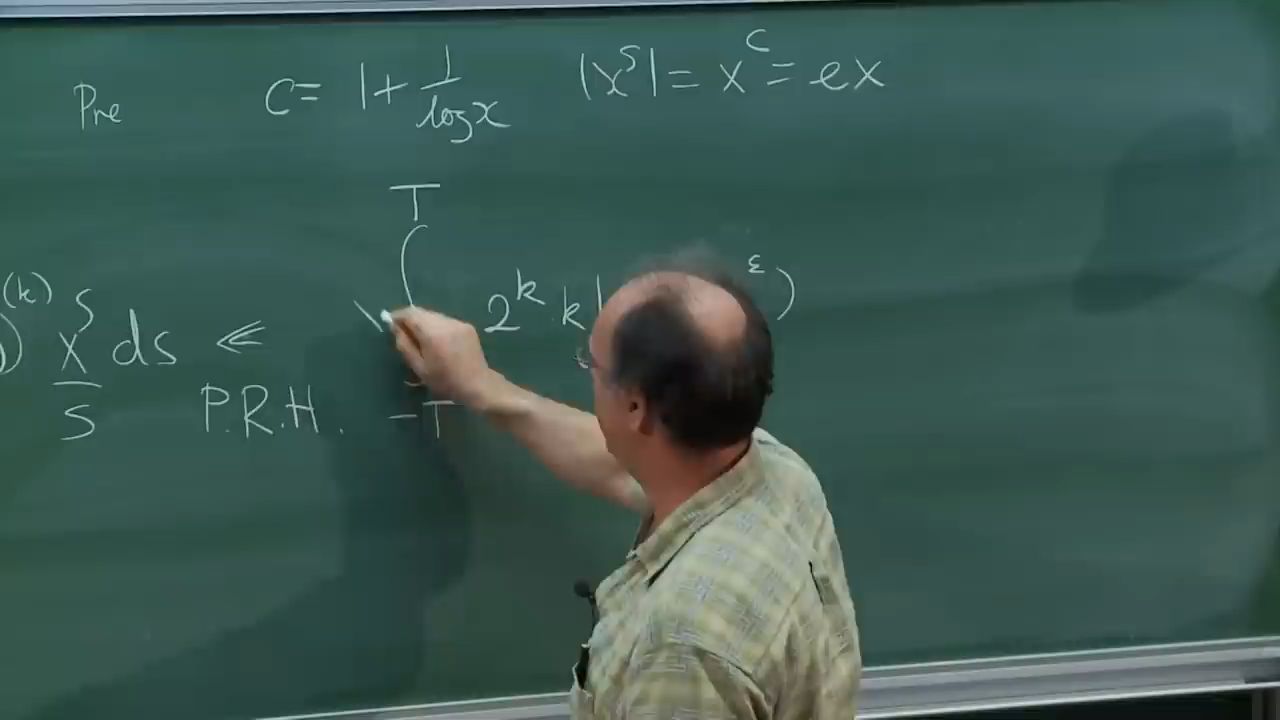 Pre c = 1 + 1/log x |x^s| = x^c = ex
(k) x^s/s ds ≪ ∫_{-T}^{T} 2^k k! ε )
P.R.H.